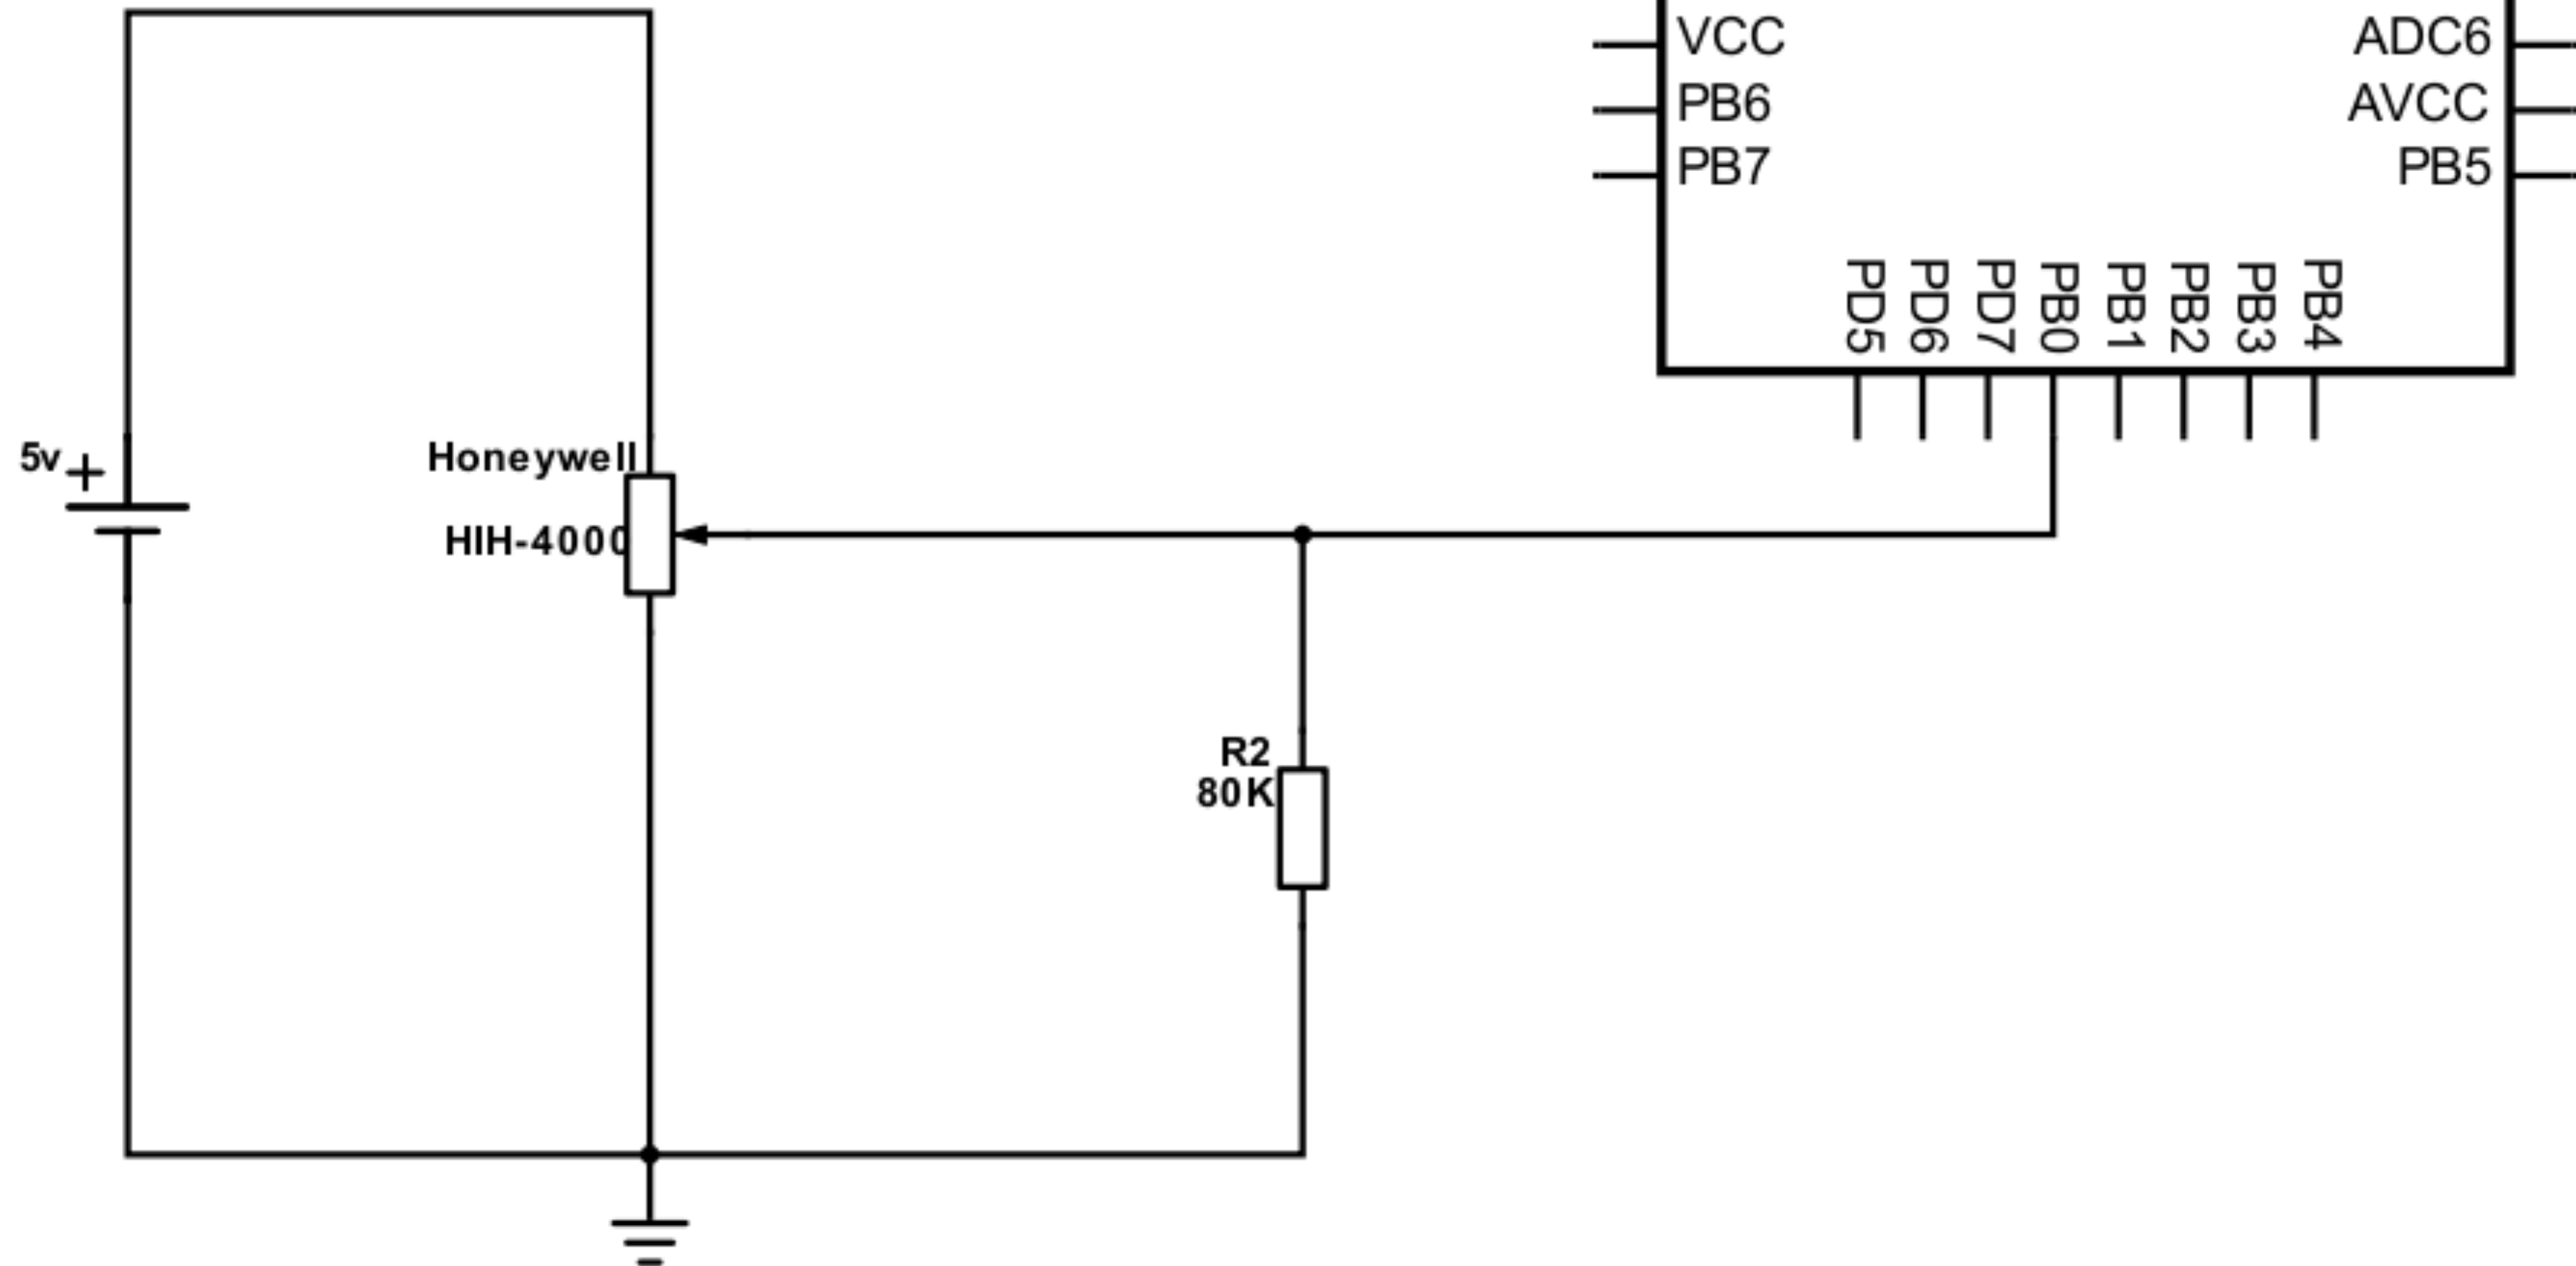 VCC
PB6
PB7
ADC6
AVCC
PB5
PD5
PD6
PD7
PB0
PB1
PB2
PB3
PB4
5v
+
Honeywell
HIH-4000
R2
80K